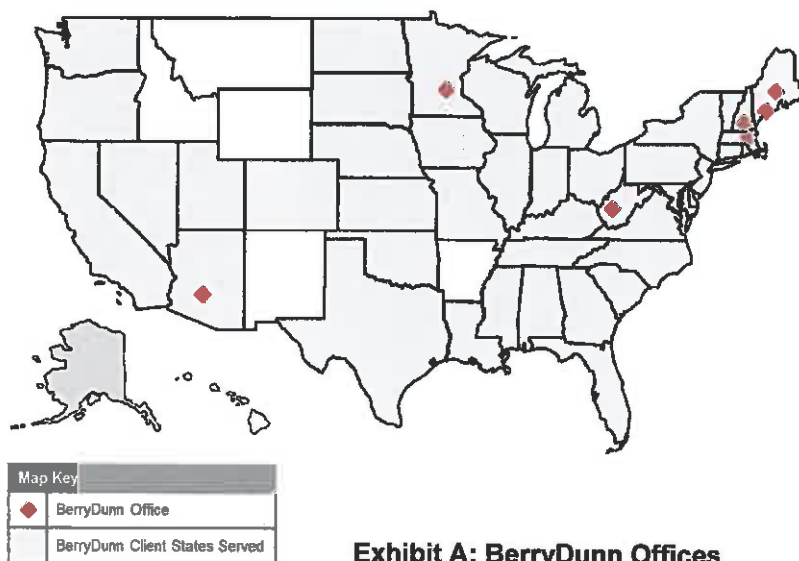 Map Key
BerryDunn Office
BerryDunn Client States Served
Exhibit A: BerryDunn Offices